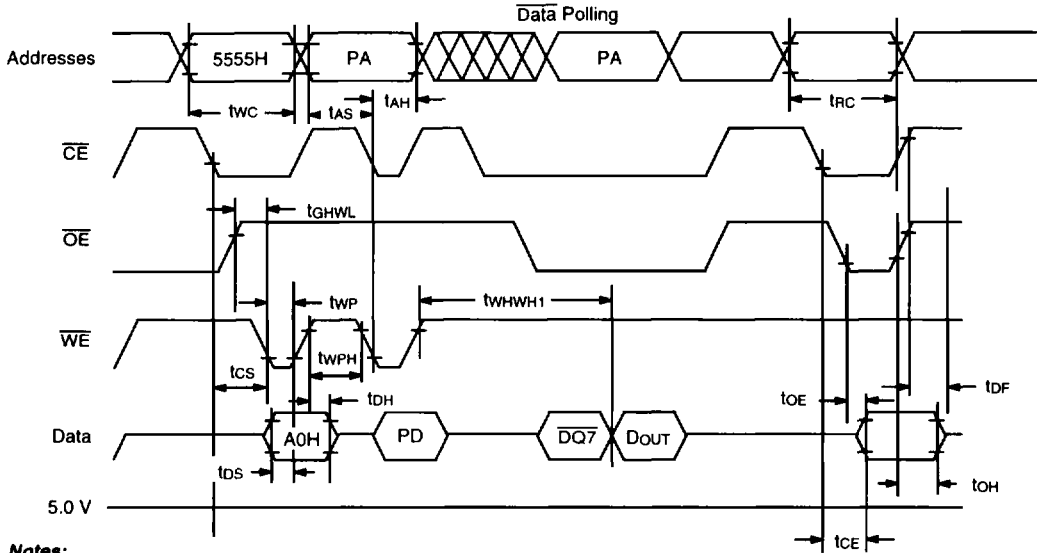 Data Polling
Addresses
5555H
PA
PA
tWC
tAS
tAH
tRC
CE
tGHWL
OE
tWP
tWHWH1
WE
tCS
tWPH
tDH
tOE
tDF
Data
A0H
PD
DQ7
DOUT
tDS
tOH
5.0 V
tCE
Notes: